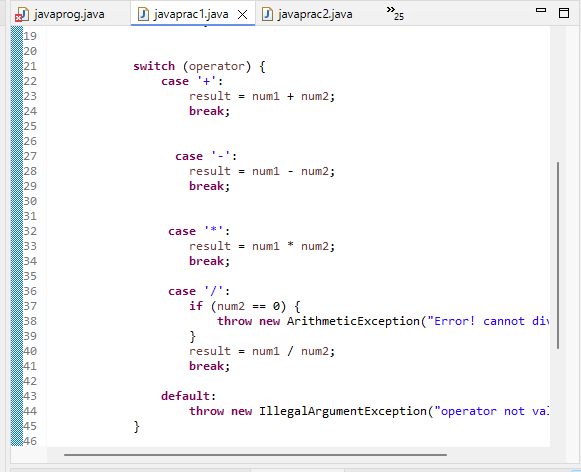 javaprog.java javaprac1.java javaprac2.java »25
19
20
21 switch (operator) {
22 case '+':
23 result = num1 + num2;
24 break;
25
26
27 case '-':
28 result = num1 - num2;
29 break;
30
31
32 case '*':
33 result = num1 * num2;
34 break;
35
36 case '/':
37 if (num2 == 0) {
38 throw new ArithmeticException("Error! cannot div
39 }
40 result = num1 / num2;
41 break;
42
43 default:
44 throw new IllegalArgumentException("operator not val
45 }
46